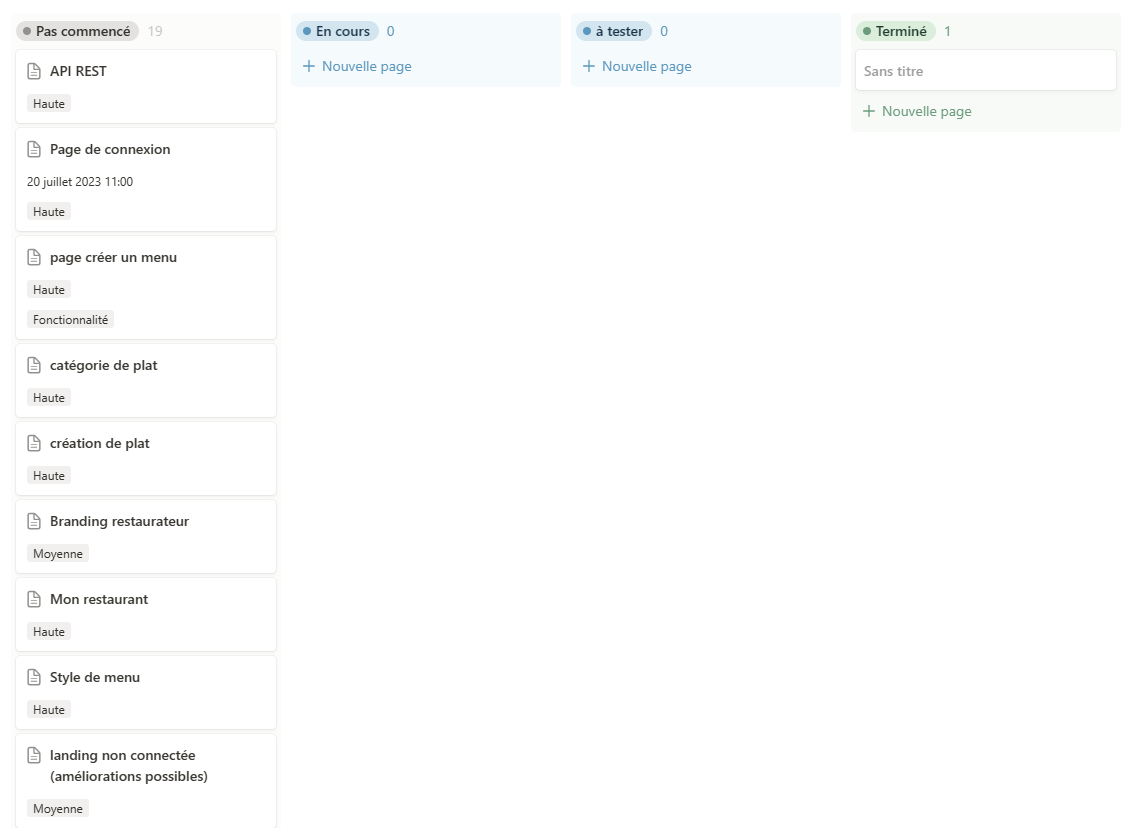 Pas commencé 19
API REST
Haute
Page de connexion
20 juillet 2023 11:00
Haute
page créer un menu
Haute
Fonctionnalité
catégorie de plat
Haute
création de plat
Haute
Branding restaurateur
Moyenne
Mon restaurant
Haute
Style de menu
Haute
landing non connectée
(améliorations possibles)
Moyenne
En cours 0
Nouvelle page
à tester 0
Nouvelle page
Terminé 1
Sans titre
Nouvelle page